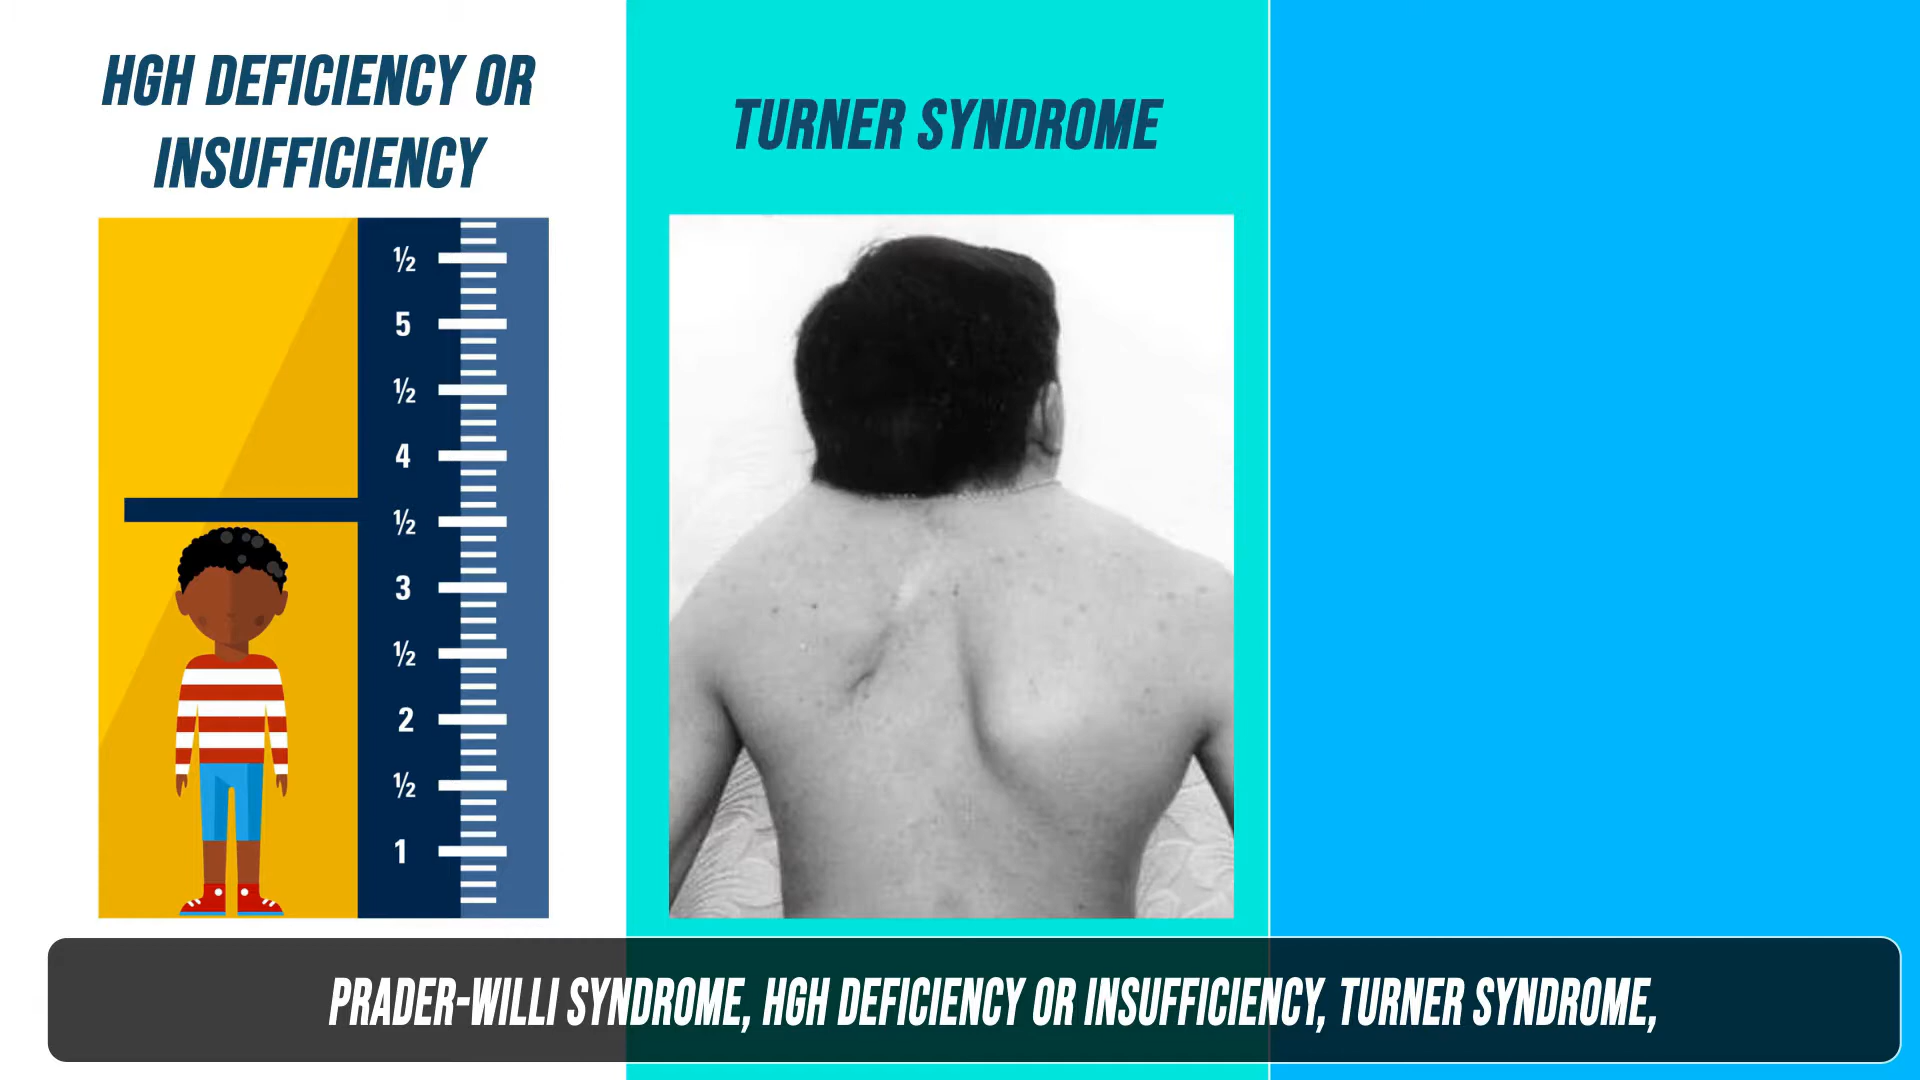 HGH DEFICIENCY OR
INSUFFICIENCY
½
5
½
4
½
3
½
2
½
1
TURNER SYNDROME
PRADER-WILLI SYNDROME, HGH DEFICIENCY OR INSUFFICIENCY, TURNER SYNDROME,